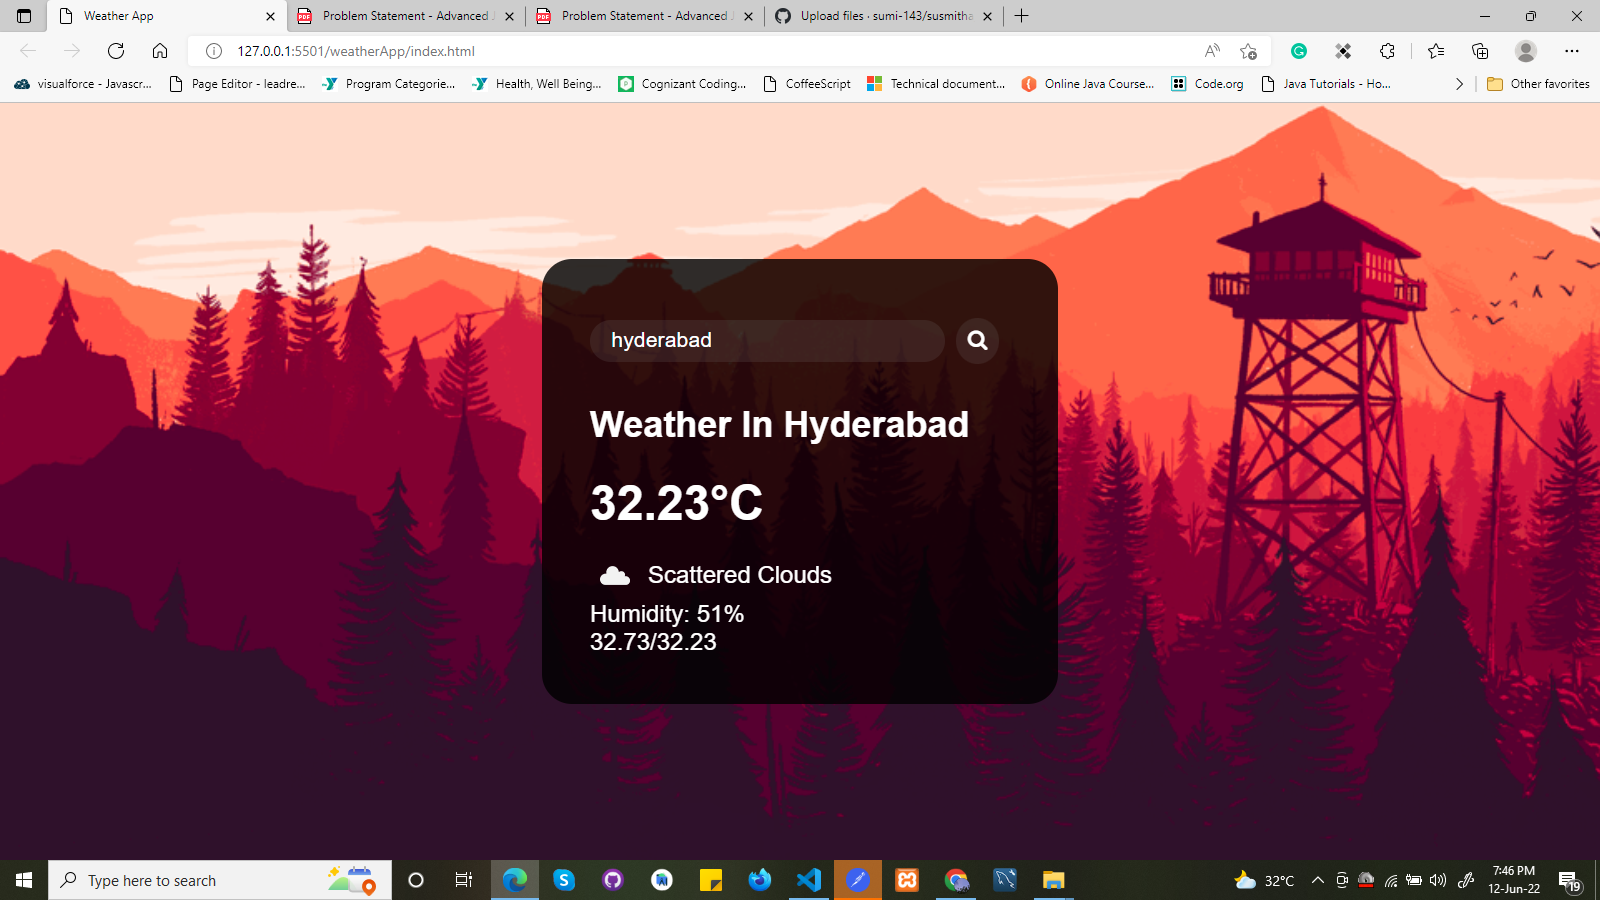 Weather App
Problem Statement - Advanced J
Problem Statement - Advanced J
Upload files · sumi-143/susmitha
127.0.0.1:5501/weatherApp/index.html
visualforce - Javascr...
Page Editor - leadre...
Program Categorie...
Health, Well Being...
Cognizant Coding...
CoffeeScript
Technical document...
Online Java Course...
Code.org
Java Tutorials - Ho...
Other favorites
hyderabad
Weather In Hyderabad
32.23°C
Scattered Clouds
Humidity: 51%
32.73/32.23
Type here to search
32°C
7:46 PM
12-Jun-22
19